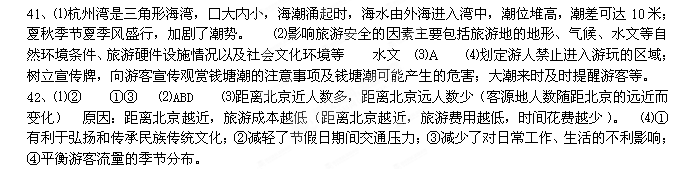 41、⑴杭州湾是三角形海湾，口大内小，海潮涌起时，海水由外海进入湾中，潮位堆高，潮差可达 10 米；
夏秋季节夏季风盛行，加剧了潮势。　⑵影响旅游安全的因素主要包括旅游地的地形、气候、水文等自
然环境条件、旅游硬件设施情况以及社会文化环境等　　水文　⑶A　⑷划定游人禁止进入游玩的区域；
树立宣传牌，向游客宣传观赏钱塘潮的注意事项及钱塘潮可能产生的危害；大潮来时及时提醒游客等。
42、⑴②　　①③　⑵ABD　　⑶距离北京近人数多，距离北京远人数少（客源地人数随距北京的远近而
变化）　原因：距离北京越近，旅游成本越低（距离北京越近，旅游费用越低，时间花费越少）。　⑷①
有利于弘扬和传承民族传统文化；②减轻了节假日期间交通压力；③减少了对日常工作、生活的不利影响；
④平衡游客流量的季节分布。